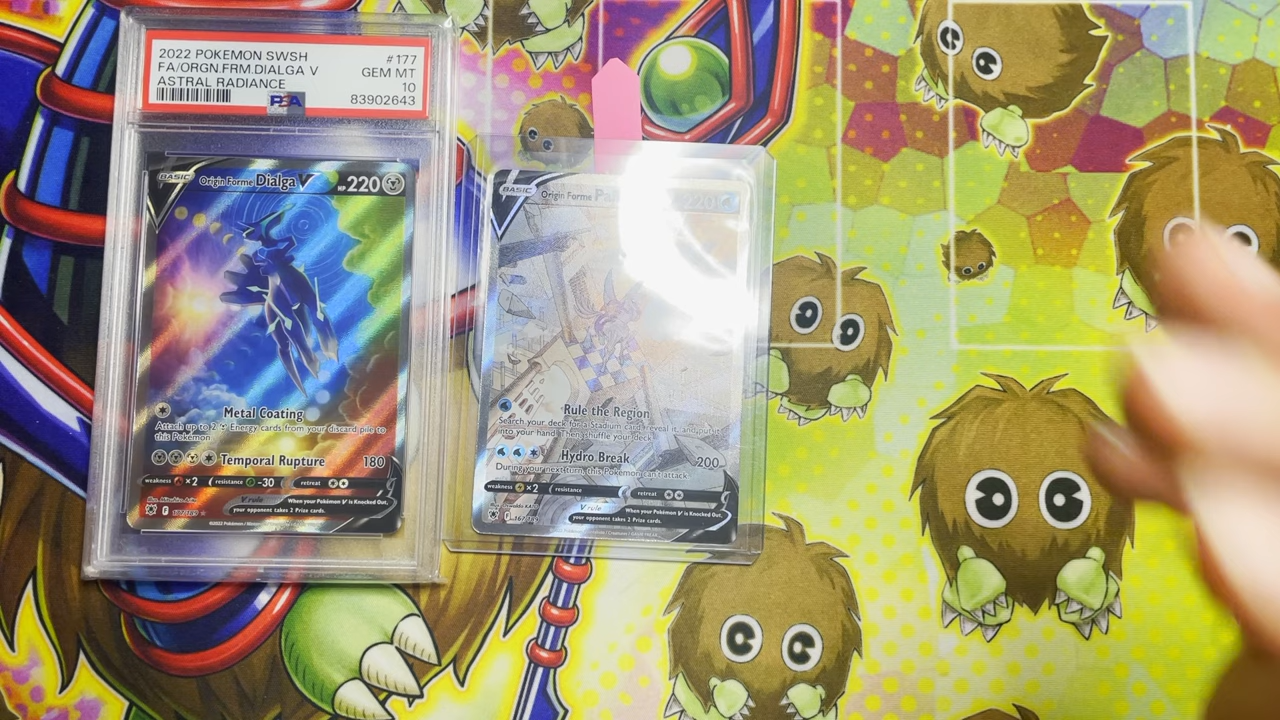 2022 POKEMON SWSH #177
FA/ORGN.FRM.DIALGA V GEM MT
ASTRAL RADIANCE 10
PSA 83902643
BASIC Origin Forme Dialga V HP 220
Metal Coating
Attach up to 2 Energy cards from your discard pile to
this Pokémon.
Temporal Rupture 180
weakness ×2 resistance -30 retreat
V rule When your Pokémon V is Knocked Out,
your opponent takes 2 Prize cards.
177/189
BASIC Origin Forme 220
Rule the Region
Search your deck for a Stadium card, reveal it, and put it
into your hand. Then, shuffle your deck.
Hydro Break 200
During your next turn, this Pokémon can't attack.
weakness ×2 resistance retreat
V rule When your Pokémon V is Knocked Out,
your opponent takes 2 Prize cards.
167/189